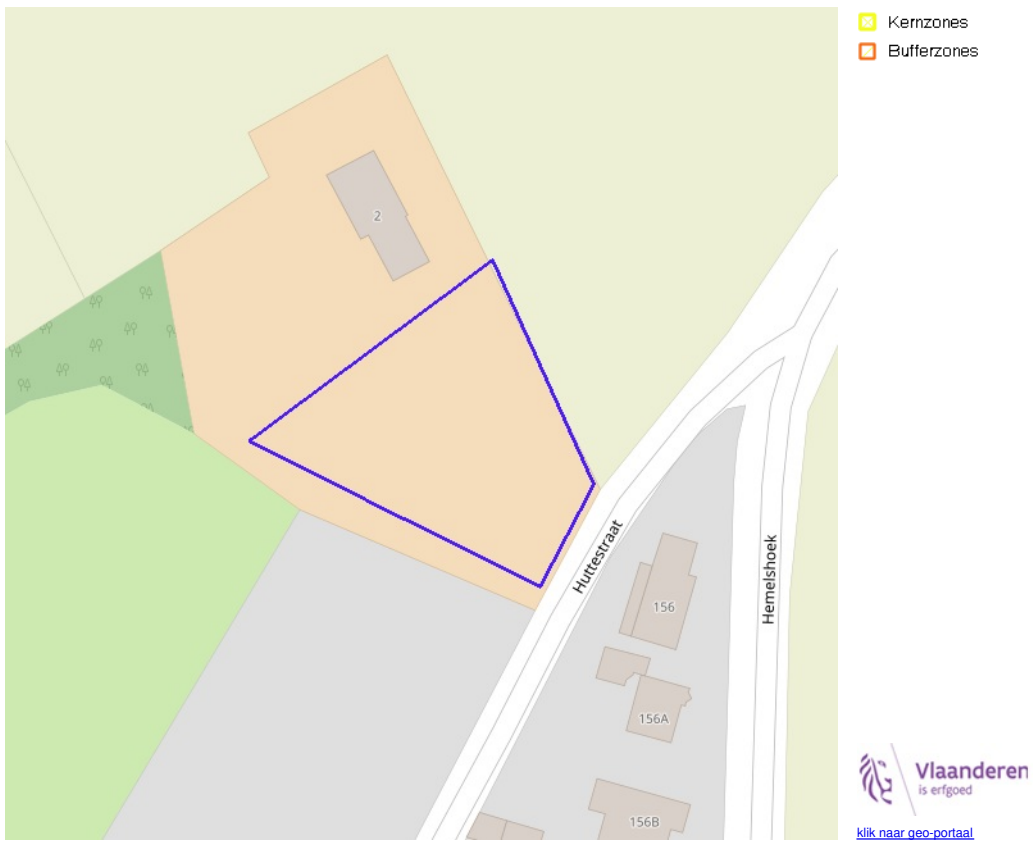 Kernzones
Bufferzones
2
Huttestraat
Hemelshoek
156
156A
156B
Vlaanderen
is erfgoed
klik naar geo-portaal